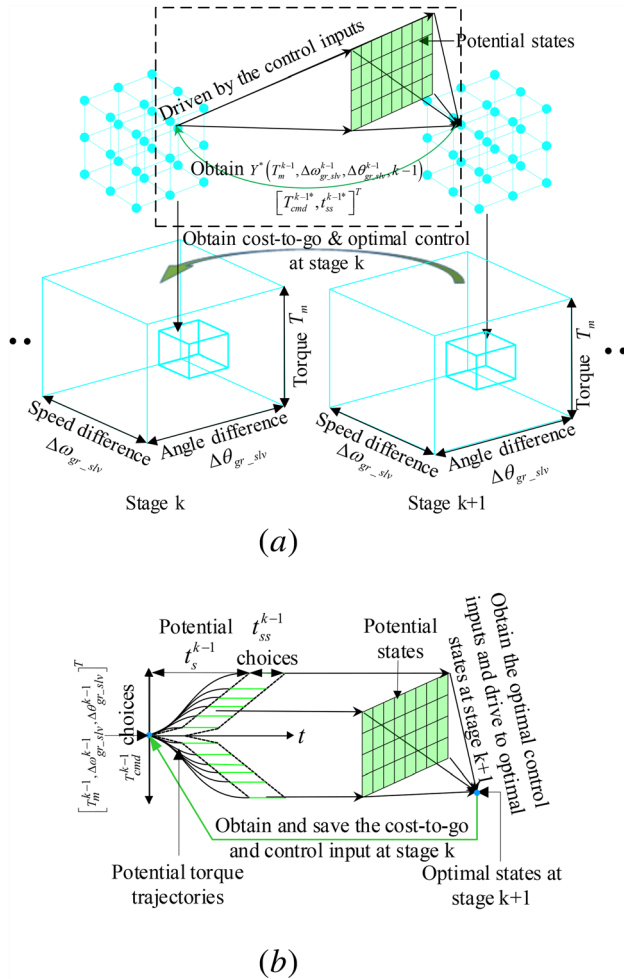 Driven by the control inputs
Potential states
Obtain Y*(T_m^{k-1}, Δω_{gr_slv}^{k-1}, Δθ_{gr_slv}^{k-1}, k-1)
[T_{cmd}^{k-1*}, t_{ss}^{k-1*}]^T
Obtain cost-to-go & optimal control
at stage k
Torque T_m
Speed difference
Δω_{gr_slv}
Angle difference
Δθ_{gr_slv}
Stage k
Torque T_m
Speed difference
Δω_{gr_slv}
Angle difference
Δθ_{gr_slv}
Stage k+1
(a)
[T_m^{k-1}, Δω_{gr_slv}^{k-1}, Δθ_{gr_slv}^{k-1}]^T
T_{cmd}^{k-1}
choices
Potential
t_s^{k-1}
t_{ss}^{k-1}
choices
t
Potential
states
Obtain the optimal control
inputs and drive to optimal
states at stage k+1
Obtain and save the cost-to-go
and control input at stage k
Potential torque
trajectories
Optimal states at
stage k+1
(b)